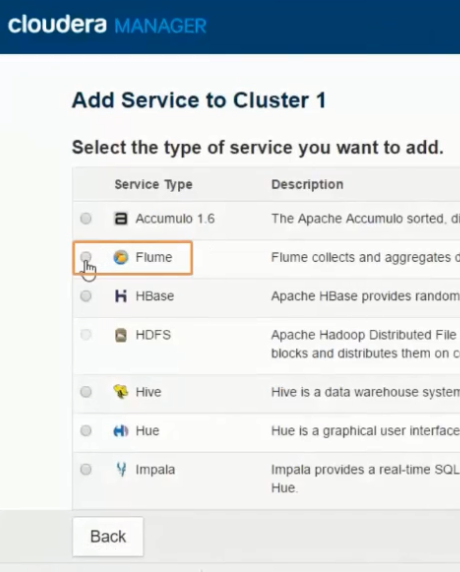 cloudera MANAGER
Add Service to Cluster 1
Select the type of service you want to add.
Service Type Description
Accumulo 1.6 The Apache Accumulo sorted, di
Flume Flume collects and aggregates d
HBase Apache HBase provides random
HDFS Apache Hadoop Distributed File
blocks and distributes them on c
Hive Hive is a data warehouse system
Hue Hue is a graphical user interface
Impala Impala provides a real-time SQL
Hue.
Back